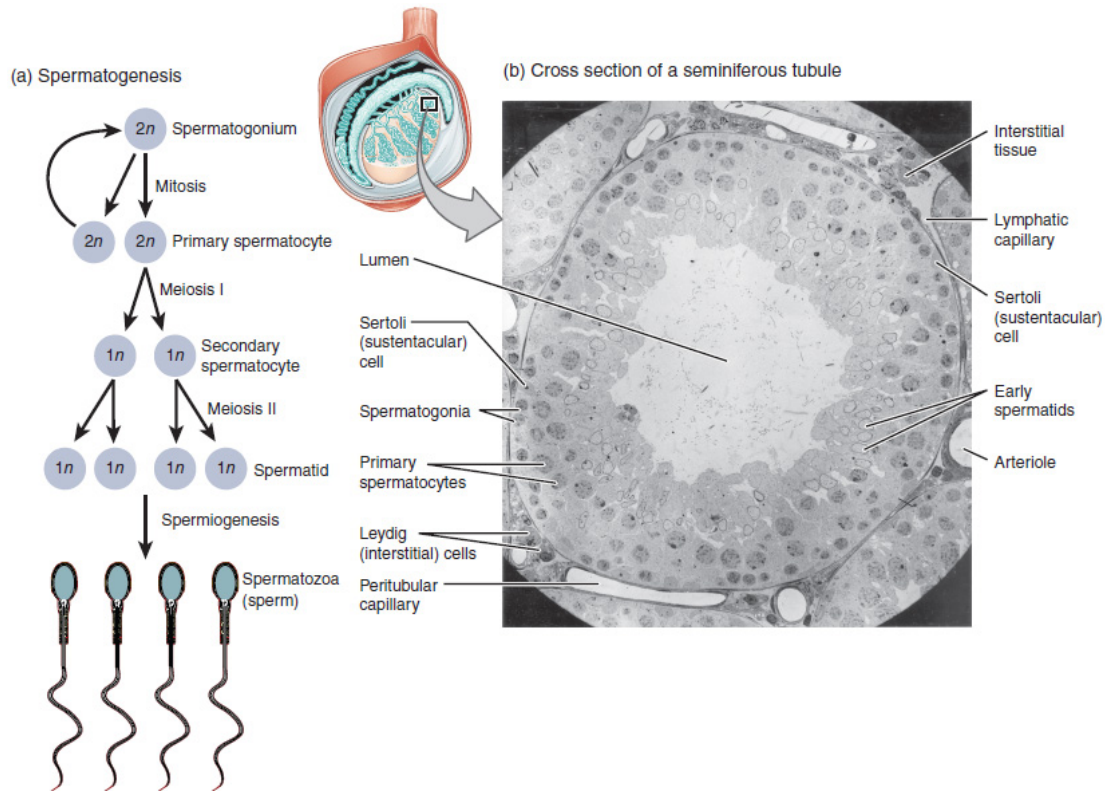 (a) Spermatogenesis
2n
Spermatogonium
Mitosis
2n
2n
Primary spermatocyte
Meiosis I
1n
1n
Secondary
spermatocyte
Meiosis II
1n
1n
1n
1n
Spermatid
Spermiogenesis
Spermatozoa
(sperm)
(b) Cross section of a seminiferous tubule
Lumen
Sertoli
(sustentacular)
cell
Spermatogonia
Primary
spermatocytes
Leydig
(interstitial) cells
Peritubular
capillary
Interstitial
tissue
Lymphatic
capillary
Sertoli
(sustentacular)
cell
Early
spermatids
Arteriole